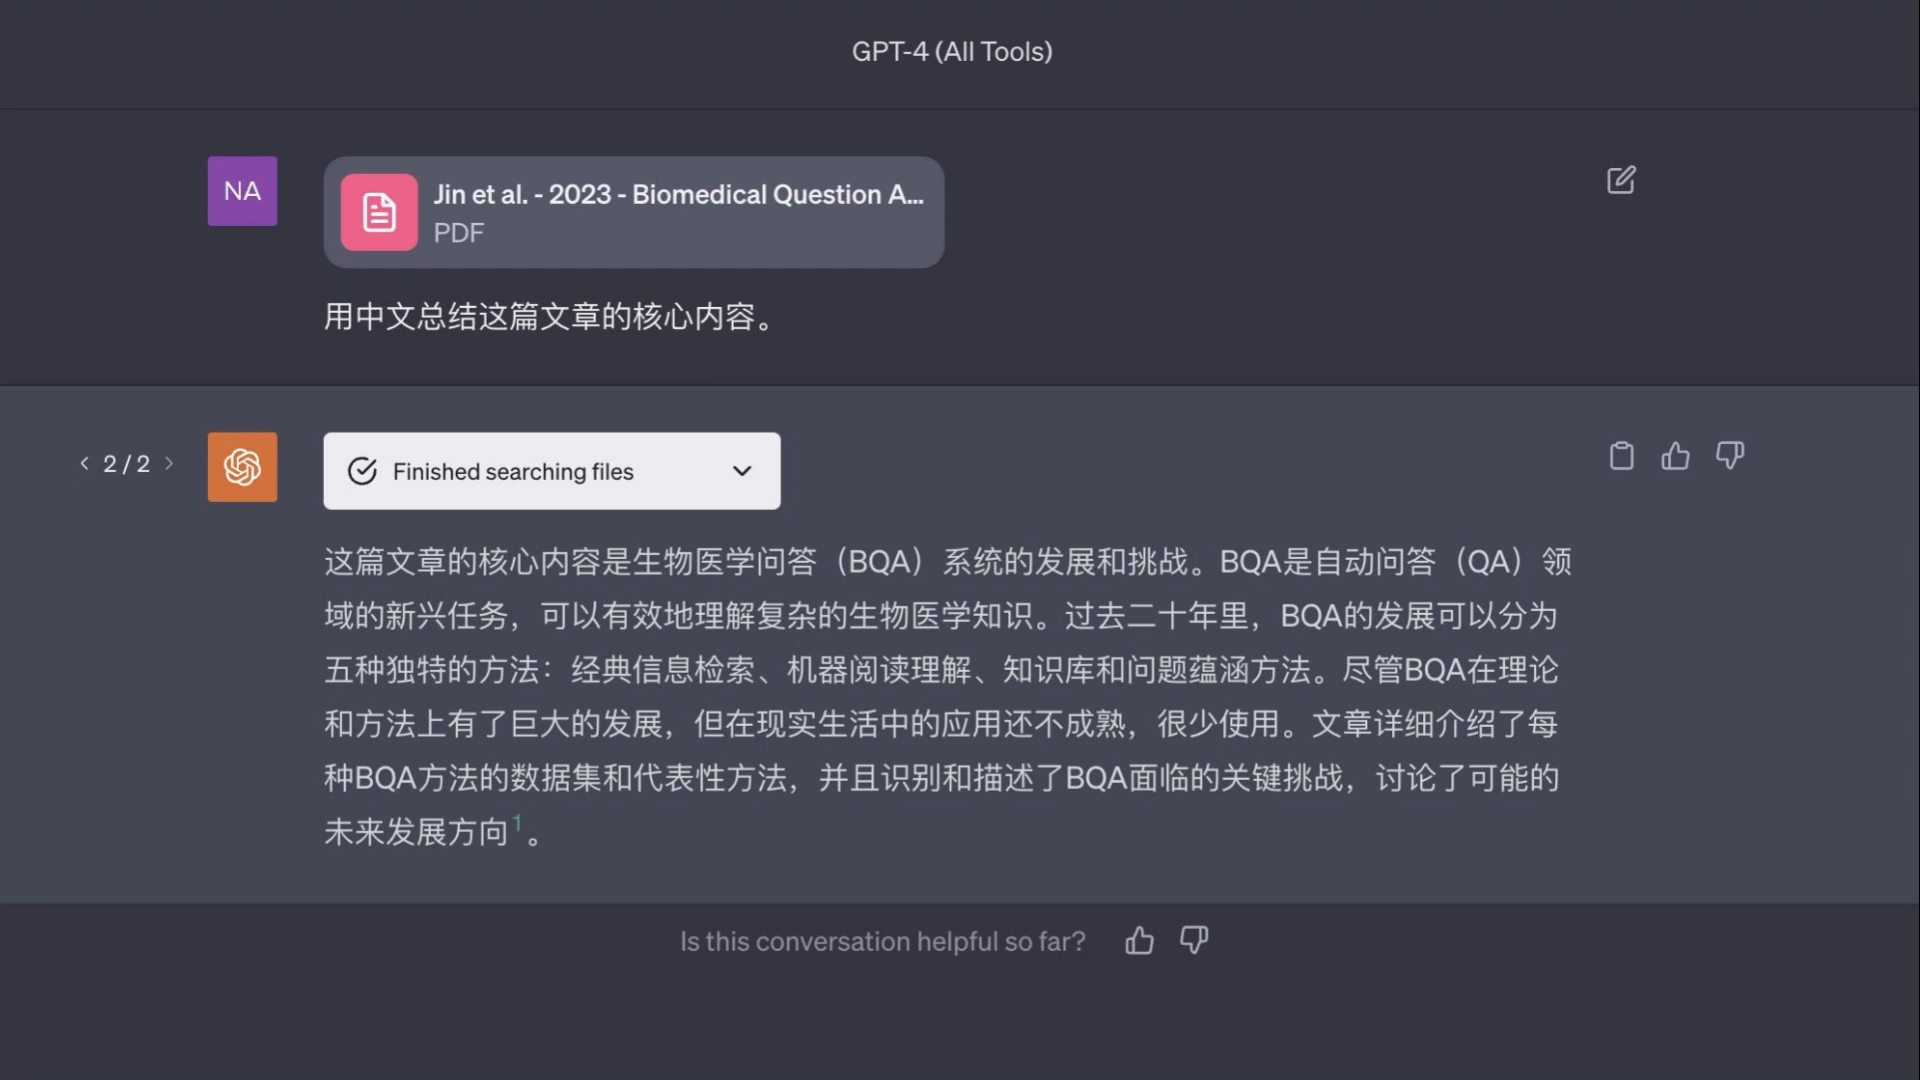 GPT-4 (All Tools)
NA
Jin et al. - 2023 - Biomedical Question A...
PDF
用中文总结这篇文章的核心内容。
2 / 2
Finished searching files
这篇文章的核心内容是生物医学问答（BQA）系统的发展和挑战。BQA是自动问答（QA）领
域的新兴任务，可以有效地理解复杂的生物医学知识。过去二十年里，BQA的发展可以分为
五种独特的方法：经典信息检索、机器阅读理解、知识库和问题蕴涵方法。尽管BQA在理论
和方法上有了巨大的发展，但在现实生活中的应用还不成熟，很少使用。文章详细介绍了每
种BQA方法的数据集和代表性方法，并且识别和描述了BQA面临的关键挑战，讨论了可能的
未来发展方向1。
Is this conversation helpful so far?